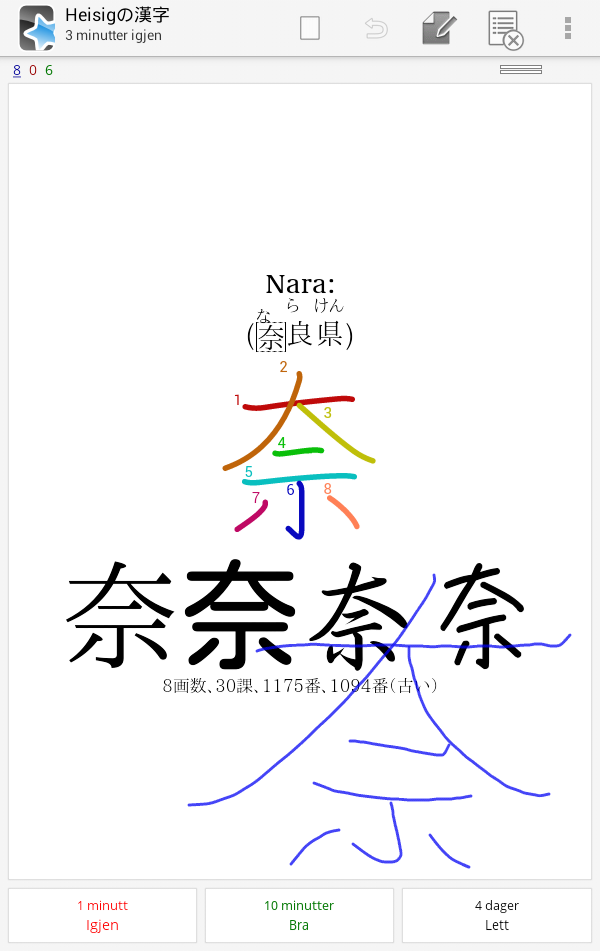 Heisigの漢字
3 minutter igjen
8 0 6
Nara:
な ら けん
(奈良県)
2
1 3
4
5
6 8
7
奈奈奈奈
8画数、30課、1175番、1094番(古い)
奈
1 minutt 10 minutter 4 dager
Igjen Bra Lett